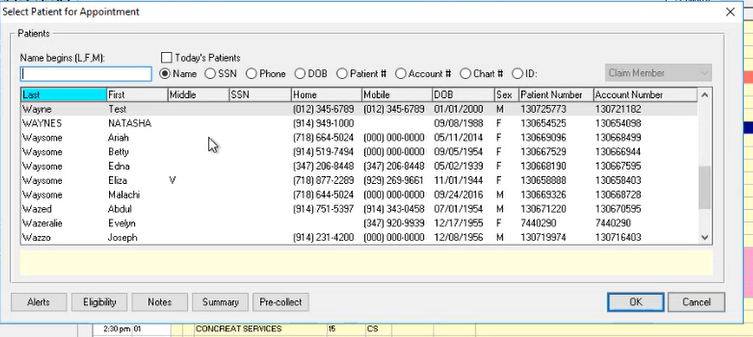 Select Patient for Appointment
Patients
Name begins (L,F,M):
Today's Patients
Name SSN Phone DOB Patient # Account # Chart # ID:
Claim Member
Last First Middle SSN Home Mobile DOB Sex Patient Number Account Number
Wayne Test (012) 345-6789 (012) 345-6789 01/01/2000 M 130725773 130721182
WAYNES NATASHA (914) 949-1000 09/08/1988 F 130654525 130654098
Waysome Ariah (718) 664-5024 (000) 000-0000 05/11/2014 F 130669096 130668499
Waysome Betty (914) 519-7494 (000) 000-0000 05/05/1954 F 130667529 130666944
Waysome Edna (347) 206-8448 (347) 206-8448 05/02/1939 F 130668190 130667595
Waysome Eliza V (718) 877-2289 (929) 269-9661 11/01/1944 F 130658888 130658403
Waysome Malachi (718) 644-5024 (000) 000-0000 09/24/2016 M 130669326 130668728
Wazed Abdul (914) 751-5397 (914) 343-0458 07/01/1954 M 130671220 130670595
Wazeralie Evelyn (347) 920-9939 12/17/1955 F 7440290 7440290
Wazzo Joseph (914) 231-4200 (000) 000-0000 12/08/1956 M 130719974 130716403
Alerts Eligibility Notes Summary Pre-collect OK Cancel
2:30 pm 01 CONCREAT SERVICES 15 CS